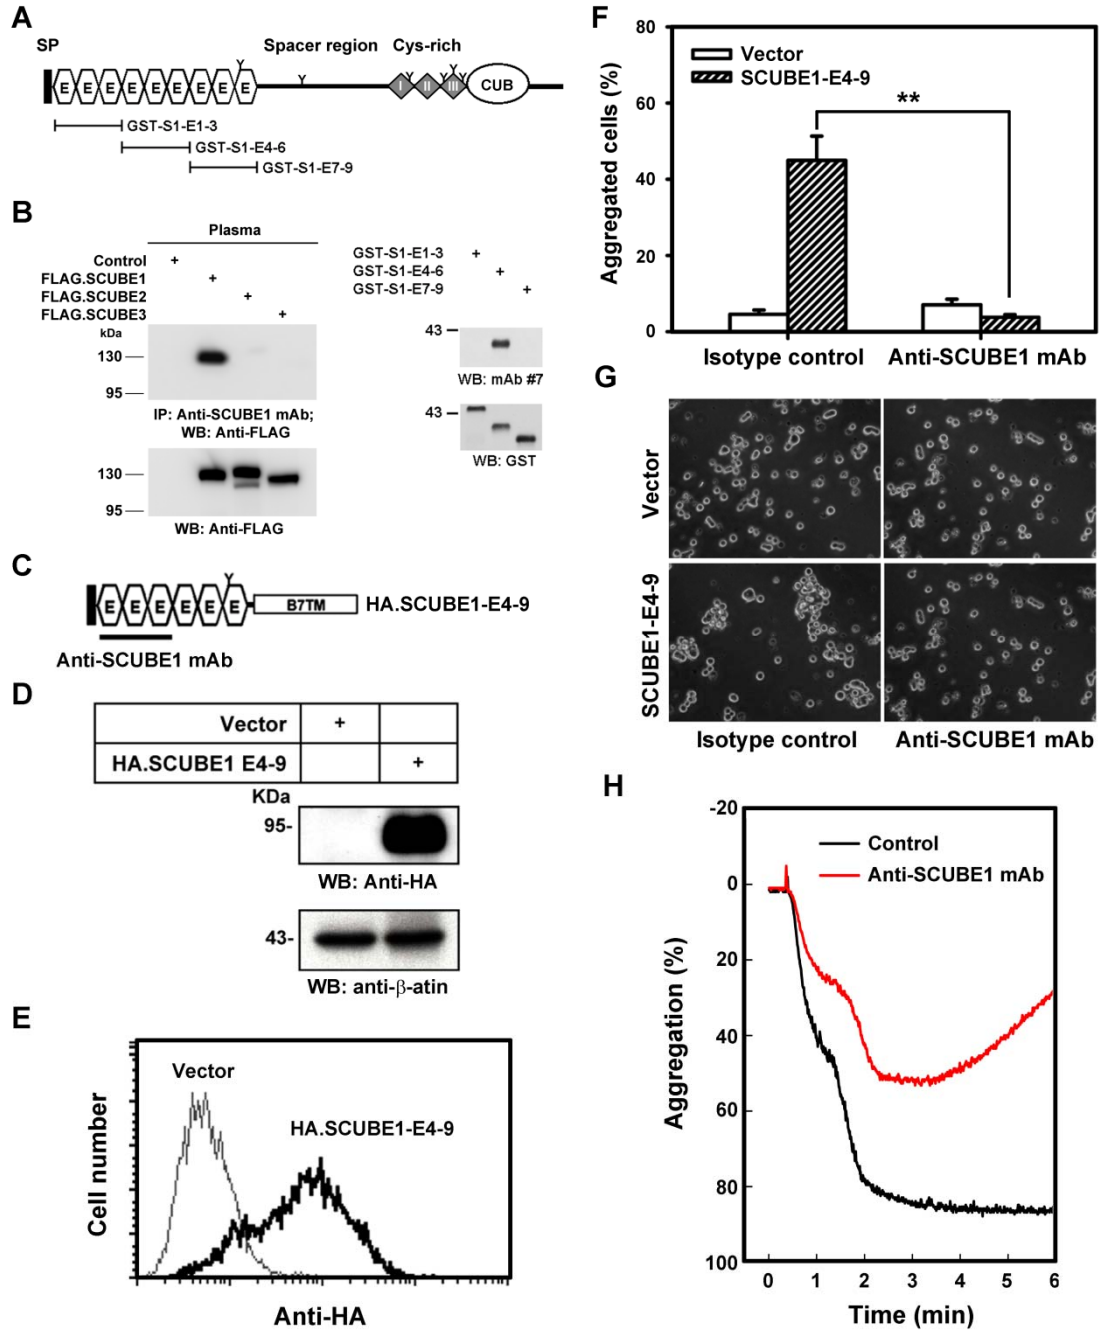 A
SP
Spacer region
Cys-rich
E E E E E E E E E
Y
Y
I II III
Y Y Y Y
CUB
GST-S1-E1-3
GST-S1-E4-6
GST-S1-E7-9
B
Plasma
Control +
FLAG.SCUBE1 +
FLAG.SCUBE2 +
FLAG.SCUBE3 +
kDa
130
95
IP: Anti-SCUBE1 mAb;
WB: Anti-FLAG
130
95
WB: Anti-FLAG
GST-S1-E1-3 +
GST-S1-E4-6 +
GST-S1-E7-9 +
43
WB: mAb #7
43
WB: GST
C
Y
E E E E E E
B7TM
HA.SCUBE1-E4-9
Anti-SCUBE1 mAb
D
Vector +
HA.SCUBE1 E4-9 +
KDa
95-
WB: Anti-HA
43-
WB: anti-β-atin
E
Vector
HA.SCUBE1-E4-9
Cell number
Anti-HA
F
80
60
40
20
0
Aggregated cells (%)
Vector
SCUBE1-E4-9
**
Isotype control
Anti-SCUBE1 mAb
G
Vector
SCUBE1-E4-9
Isotype control
Anti-SCUBE1 mAb
H
-20
0
20
40
60
80
100
Aggregation (%)
Control
Anti-SCUBE1 mAb
0 1 2 3 4 5 6
Time (min)